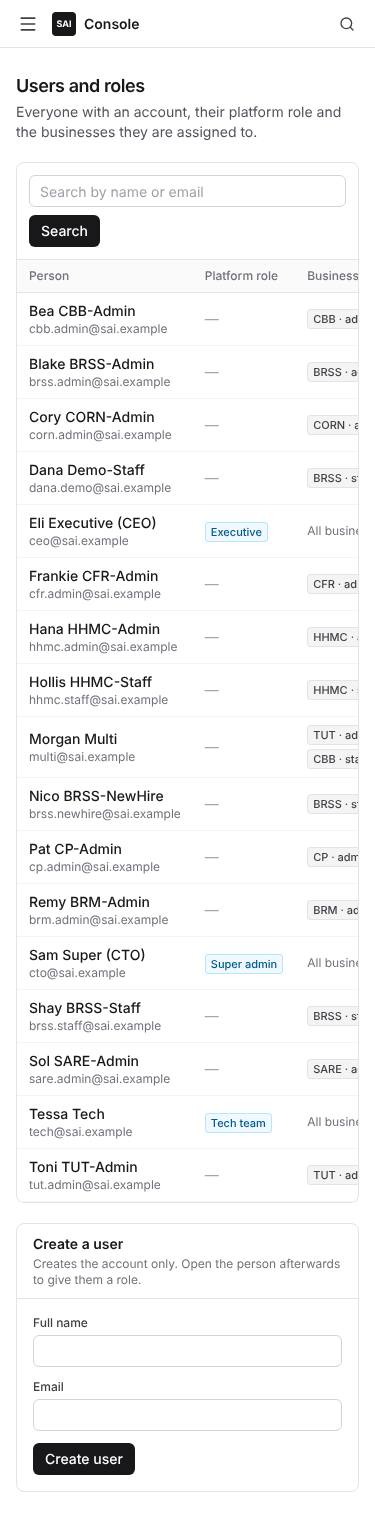 SAI Console
Users and roles
Everyone with an account, their platform role and
the businesses they are assigned to.
Search by name or email
Search
Person Platform role Business
Bea CBB-Admin
cbb.admin@sai.example
— CBB · ad
Blake BRSS-Admin
brss.admin@sai.example
— BRSS · a
Cory CORN-Admin
corn.admin@sai.example
— CORN · a
Dana Demo-Staff
dana.demo@sai.example
— BRSS · st
Eli Executive (CEO)
ceo@sai.example
Executive All busine
Frankie CFR-Admin
cfr.admin@sai.example
— CFR · ad
Hana HHMC-Admin
hhmc.admin@sai.example
— HHMC ·
Hollis HHMC-Staff
hhmc.staff@sai.example
— HHMC ·
Morgan Multi
multi@sai.example
— TUT · ad
CBB · sta
Nico BRSS-NewHire
brss.newhire@sai.example
— BRSS · st
Pat CP-Admin
cp.admin@sai.example
— CP · adm
Remy BRM-Admin
brm.admin@sai.example
— BRM · ad
Sam Super (CTO)
cto@sai.example
Super admin All busine
Shay BRSS-Staff
brss.staff@sai.example
— BRSS · st
Sol SARE-Admin
sare.admin@sai.example
— SARE · a
Tessa Tech
tech@sai.example
Tech team All busine
Toni TUT-Admin
tut.admin@sai.example
— TUT · ad
Create a user
Creates the account only. Open the person afterwards
to give them a role.
Full name
Email
Create user